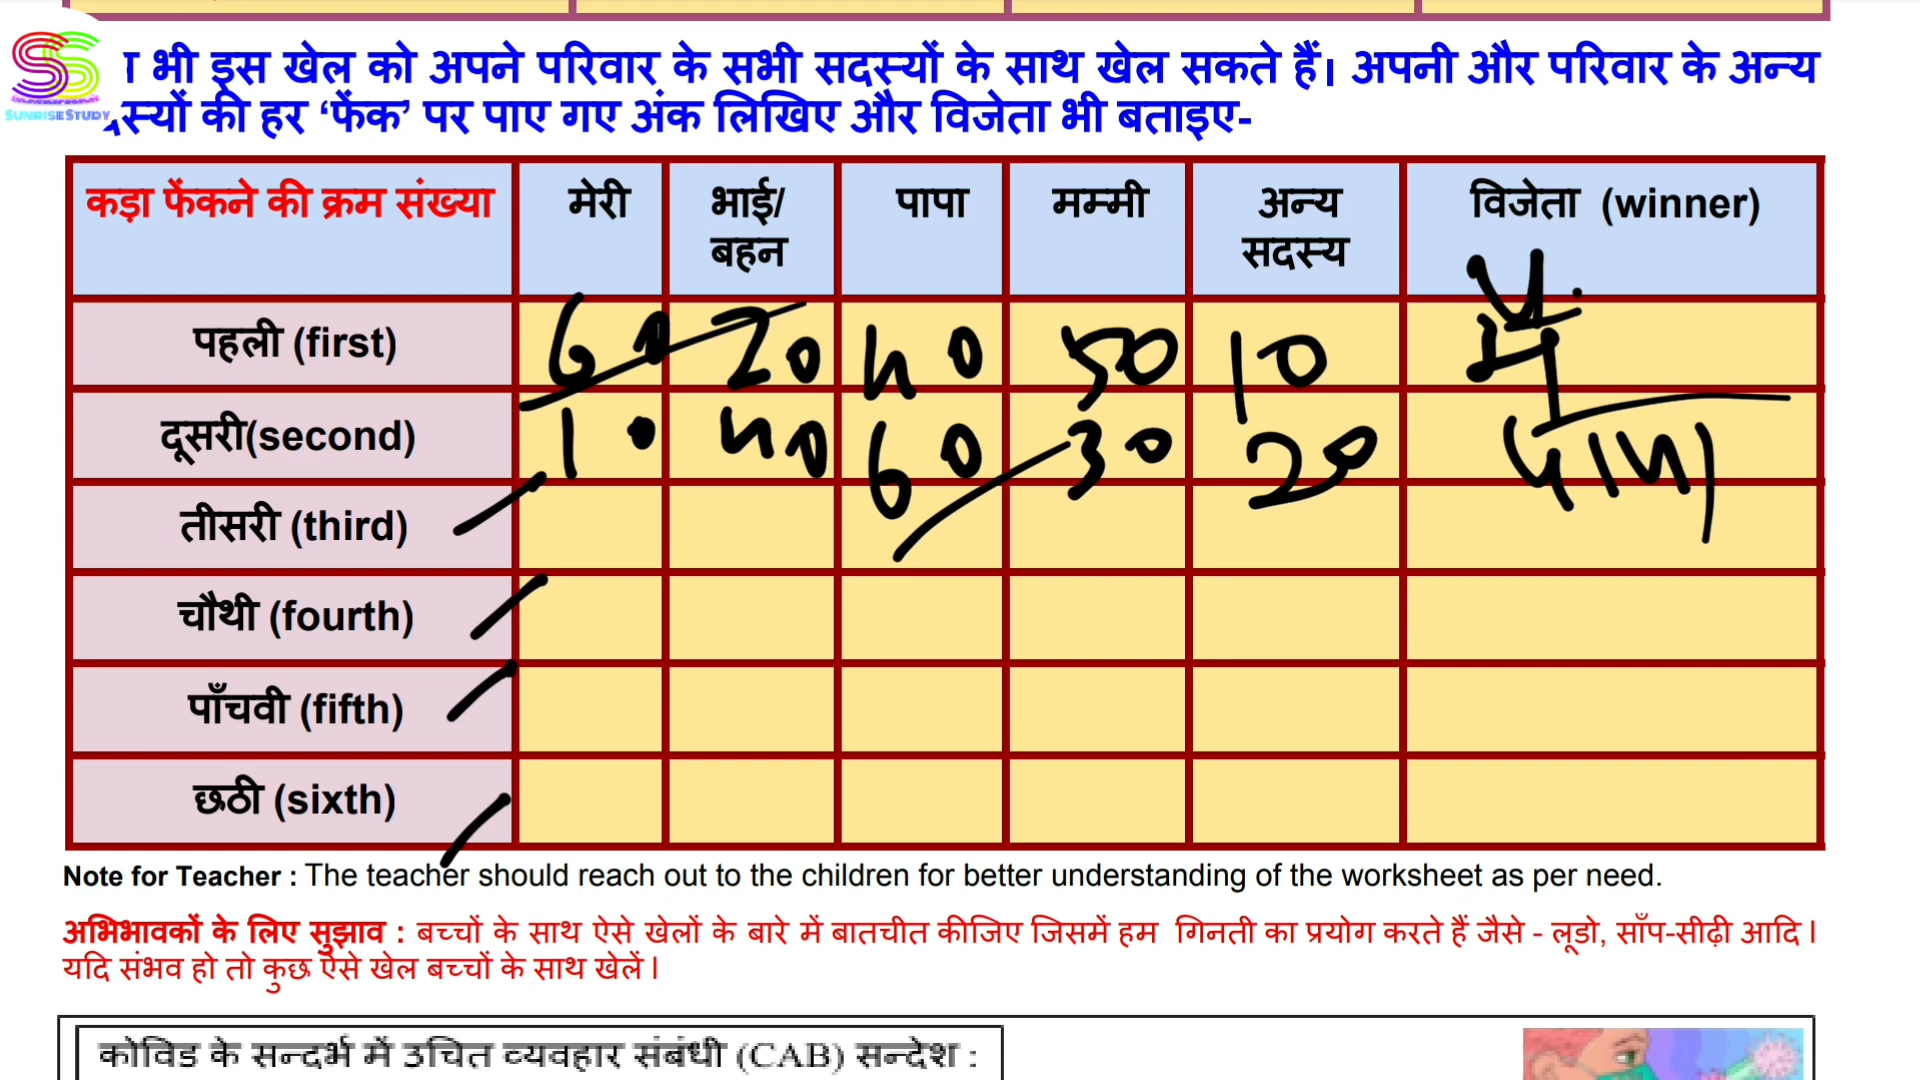 SUNRISESTUDY
भी इस खेल को अपने परिवार के सभी सदस्यों के साथ खेल सकते हैं। अपनी और परिवार के अन्य
की हर ‘फेंक’ पर पाए गए अंक लिखिए और विजेता भी बताइए-
कड़ा फेंकने की क्रम संख्या मेरी भाई/ बहन पापा मम्मी अन्य सदस्य विजेता (winner)
पहली (first) 60 20 40 50 10 मैं
दूसरी(second) 10 40 60 30 20 पापा
तीसरी (third)
चौथी (fourth)
पाँचवी (fifth)
छठी (sixth)
Note for Teacher : The teacher should reach out to the children for better understanding of the worksheet as per need.
अभिभावकों के लिए सुझाव : बच्चों के साथ ऐसे खेलों के बारे में बातचीत कीजिए जिसमें हम गिनती का प्रयोग करते हैं जैसे - लूडो, साँप-सीढ़ी आदि।
यदि संभव हो तो कुछ ऐसे खेल बच्चों के साथ खेलें।
कोविड के सन्दर्भ में उचित व्यवहार संबंधी (CAB) सन्देश :